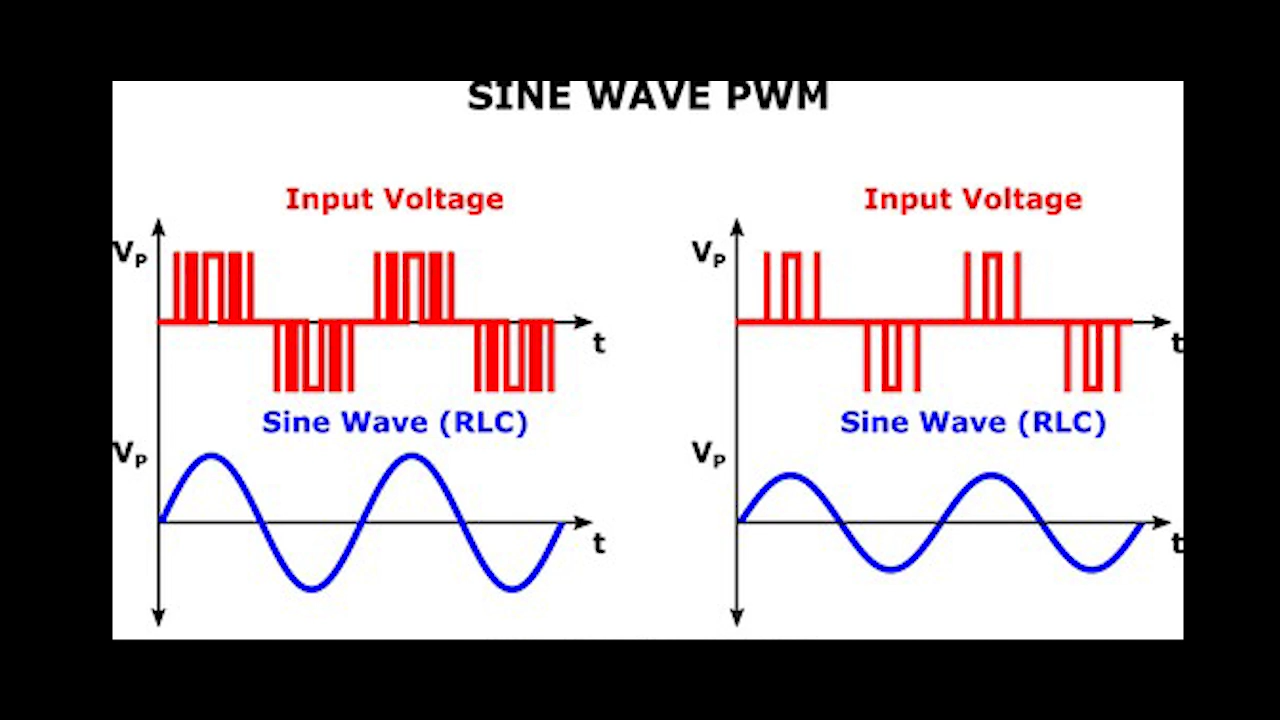 SINE WAVE PWM
Input Voltage
Vₚ
t
Sine Wave (RLC)
Vₚ
t
Input Voltage
Vₚ
t
Sine Wave (RLC)
Vₚ
t